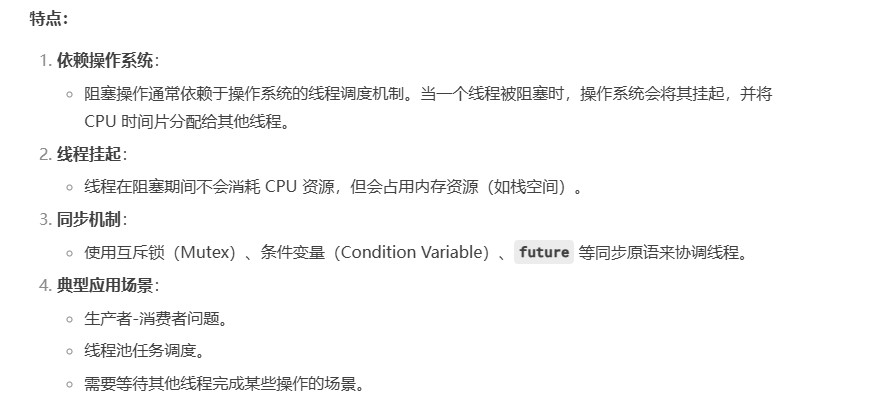 特点：
1. 依赖操作系统：
阻塞操作通常依赖于操作系统的线程调度机制。当一个线程被阻塞时，操作系统会将其挂起，并将
CPU 时间片分配给其他线程。
2. 线程挂起：
线程在阻塞期间不会消耗 CPU 资源，但会占用内存资源（如栈空间）。
3. 同步机制：
使用互斥锁（Mutex）、条件变量（Condition Variable）、future 等同步原语来协调线程。
4. 典型应用场景：
生产者-消费者问题。
线程池任务调度。
需要等待其他线程完成某些操作的场景。